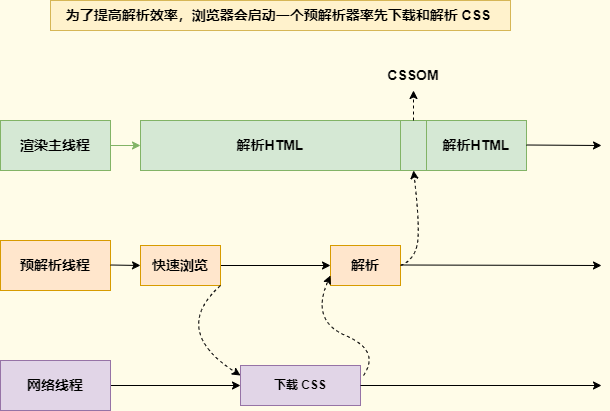 为了提高解析效率，浏览器会启动一个预解析器率先下载和解析 CSS
CSSOM
渲染主线程
解析HTML
解析HTML
预解析线程
快速浏览
解析
网络线程
下载 CSS